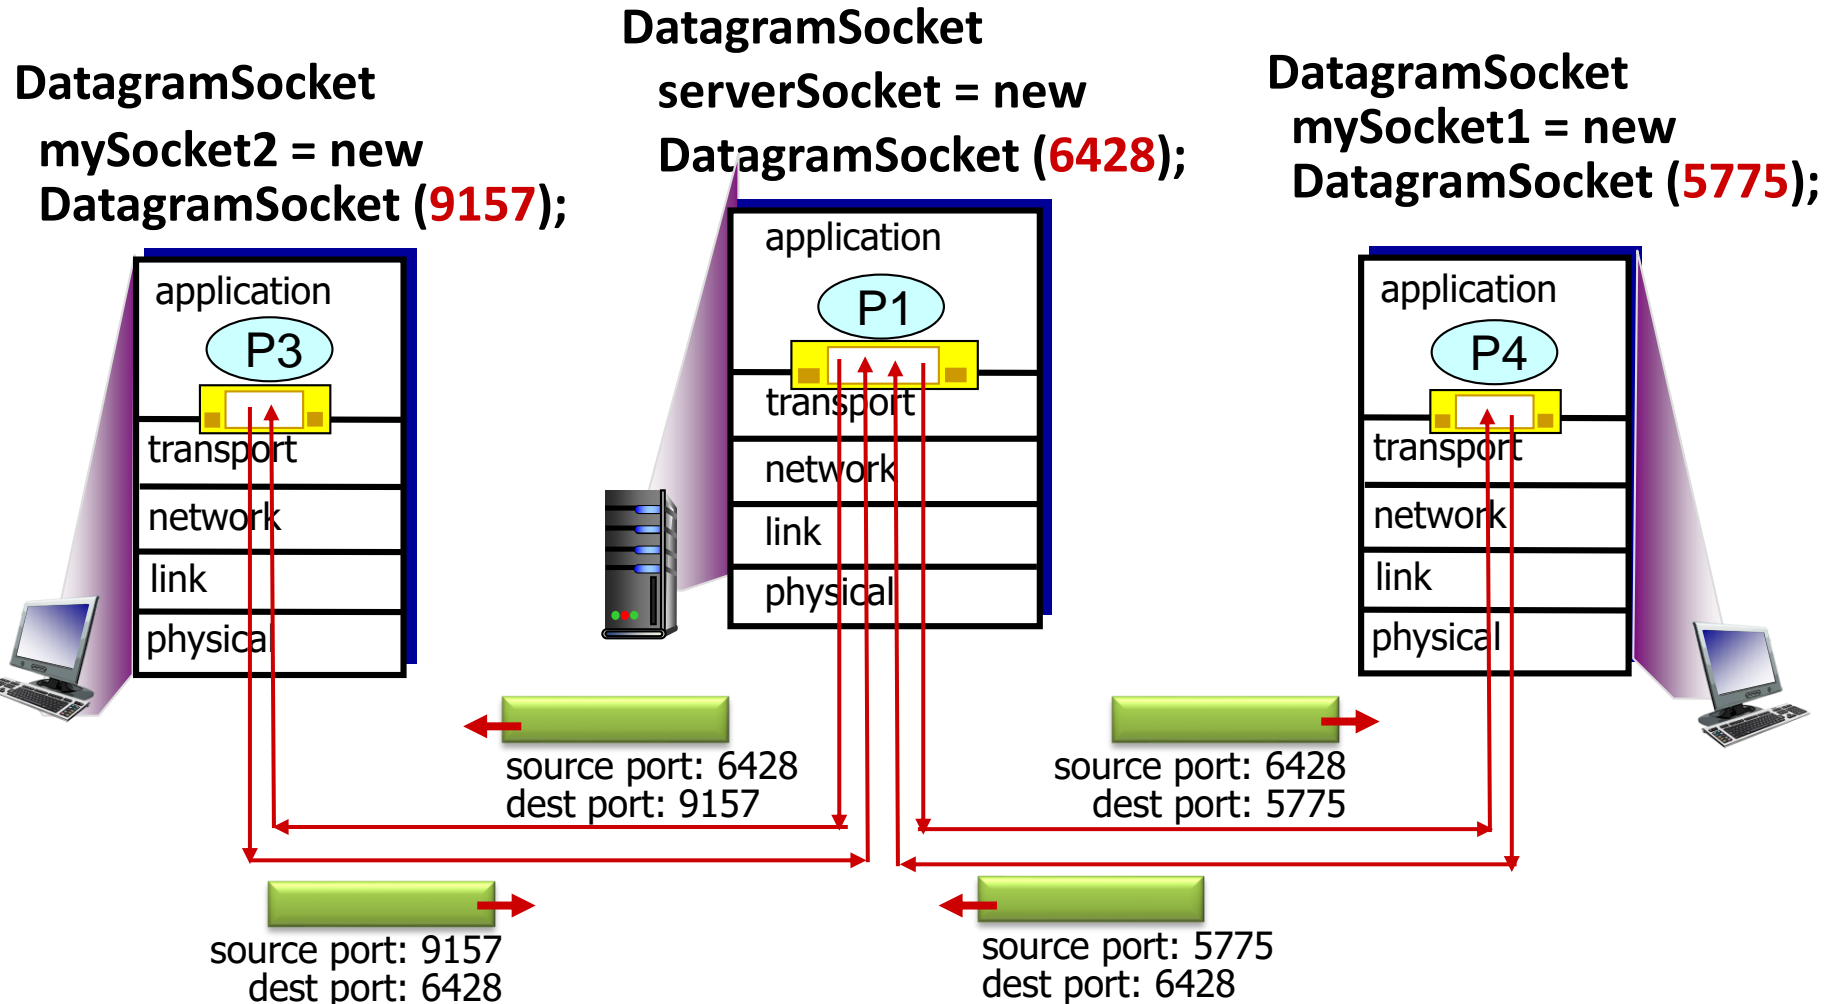 DatagramSocket
mySocket2 = new
DatagramSocket (9157);
DatagramSocket
serverSocket = new
DatagramSocket (6428);
DatagramSocket
mySocket1 = new
DatagramSocket (5775);
application
P3
transport
network
link
physical
application
P1
transport
network
link
physical
application
P4
transport
network
link
physical
source port: 6428
dest port: 9157
source port: 6428
dest port: 5775
source port: 9157
dest port: 6428
source port: 5775
dest port: 6428